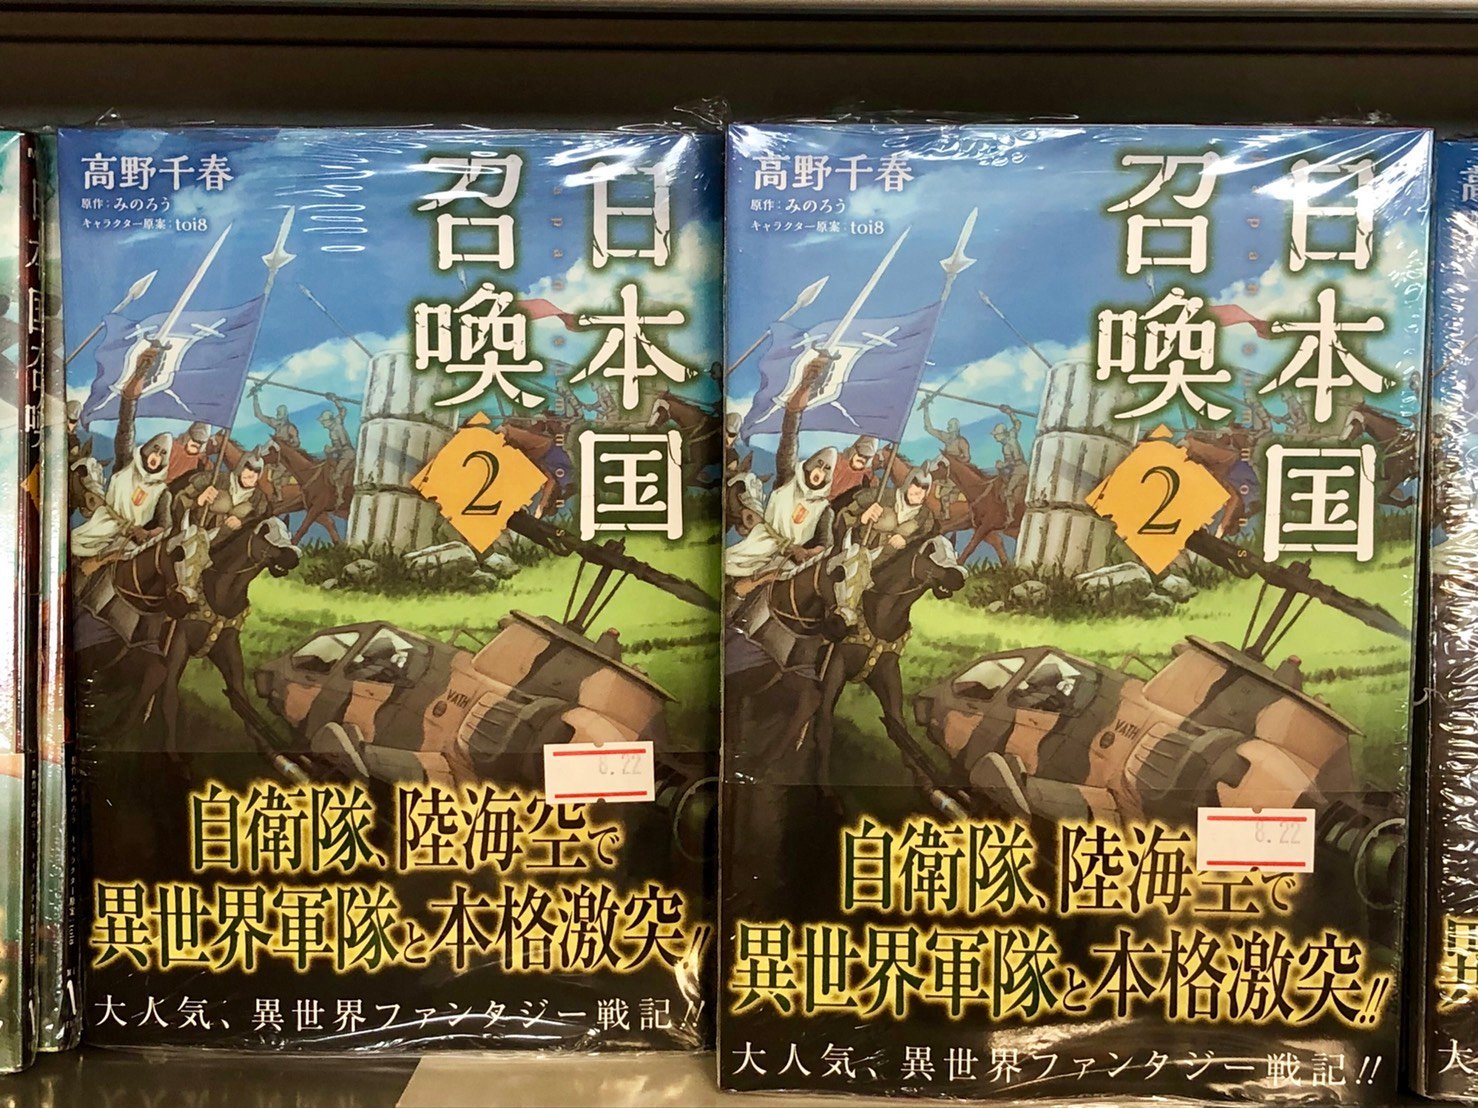 高野千春
原作：みのろう
キャラクター原案：toi8
日本国
召喚
2
VATH
8.22
自衛隊、陸海空で
異世界軍隊と本格激突!!
大人気、異世界ファンタジー戦記!!
高野千春
原作：みのろう
キャラクター原案：toi8
日本国
召喚
Japan summons
2
VATH
8.22
自衛隊、陸海空で
異世界軍隊と本格激突!!
大人気、異世界ファンタジー戦記!!